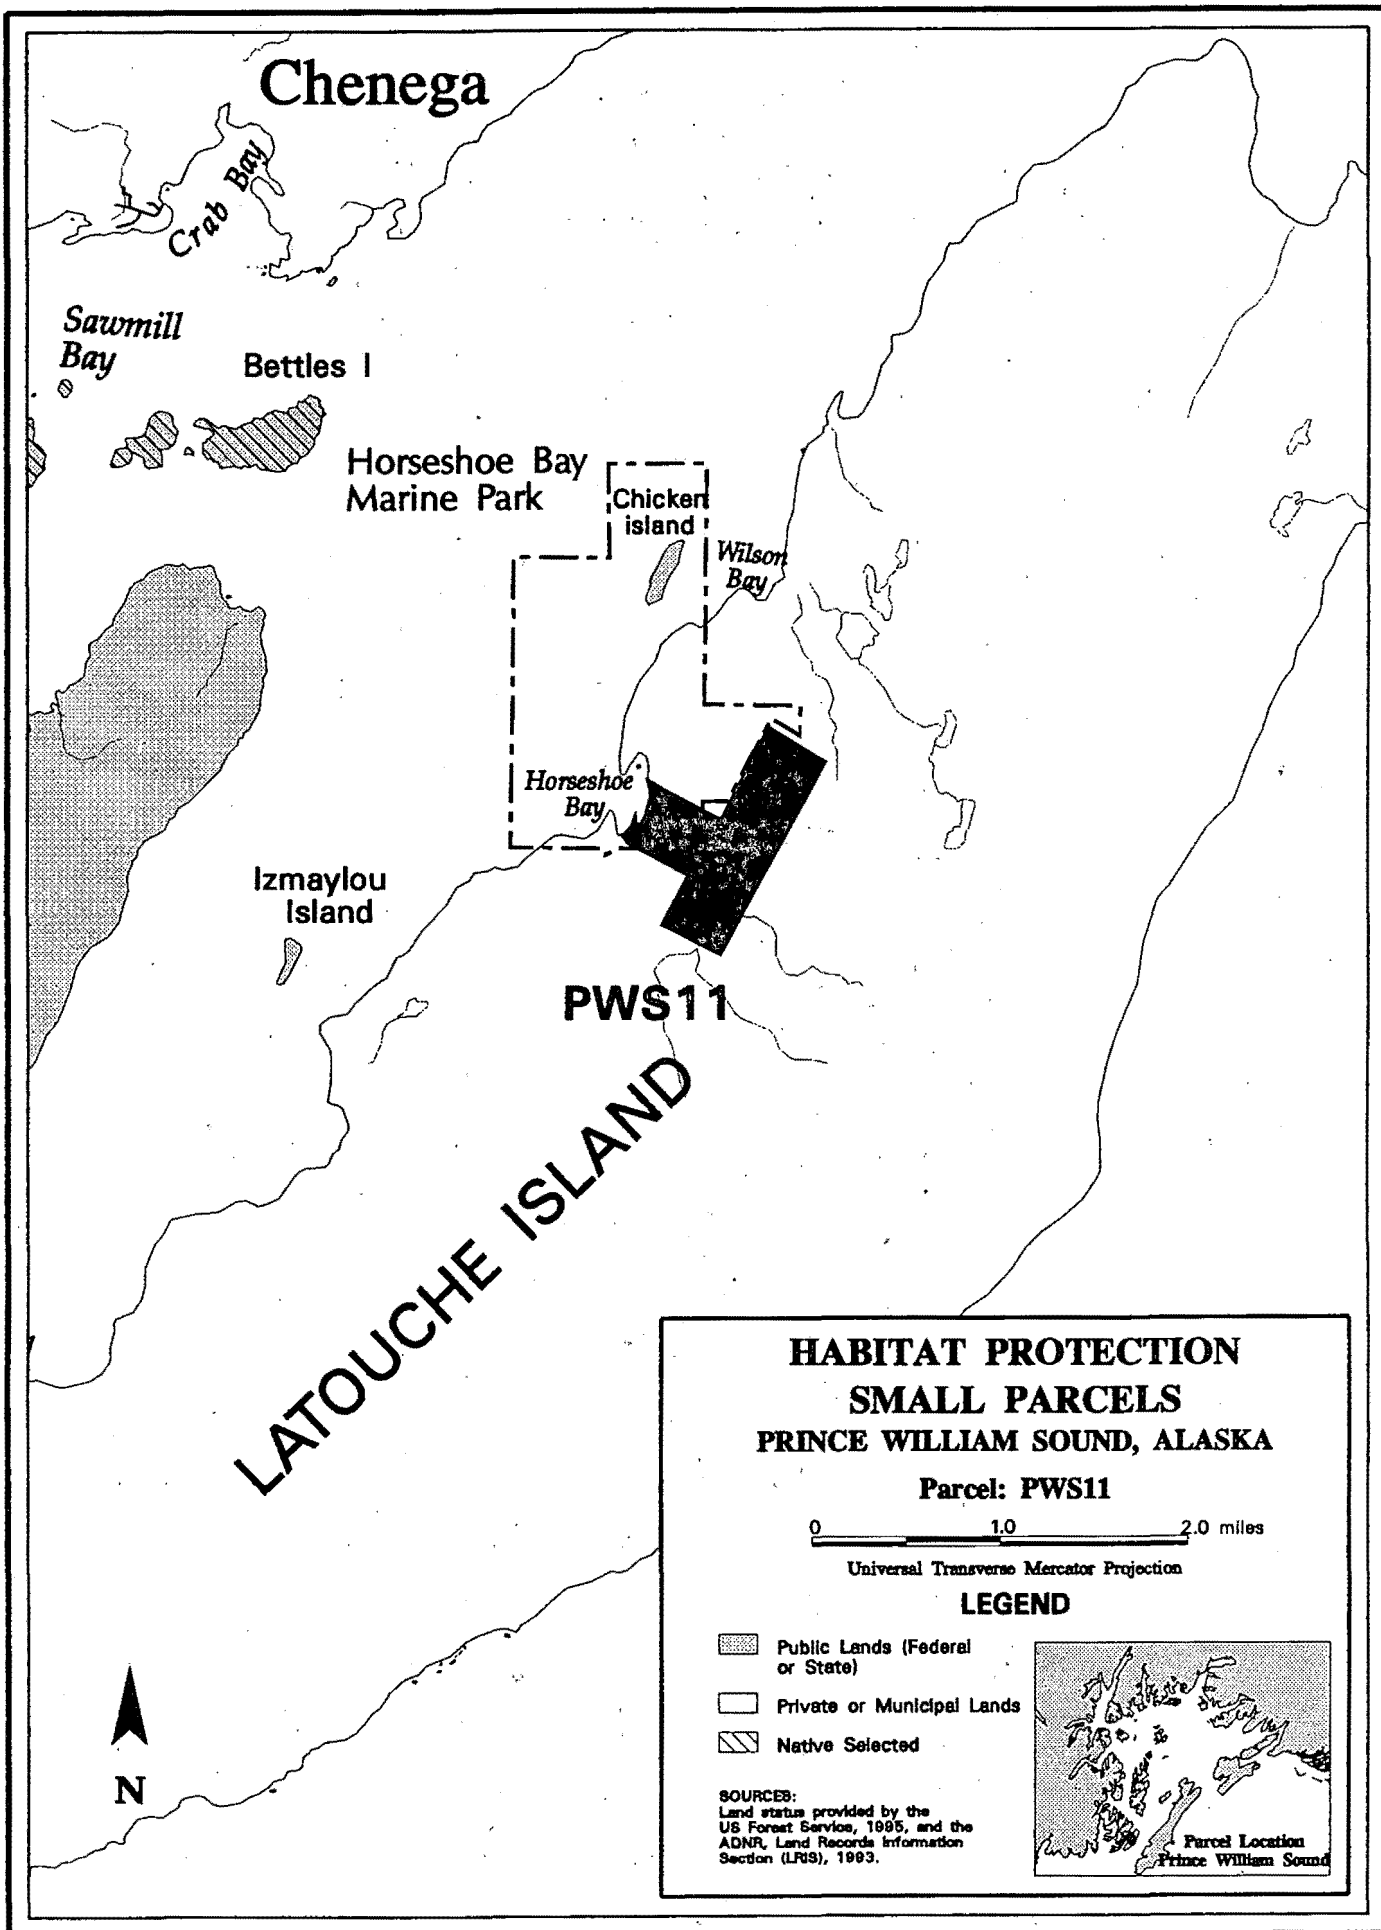 Chenega
Crab Bay
Sawmill
Bay
Bettles I
Horseshoe Bay
Marine Park
Chicken
island
Wilson
Bay
Horseshoe
Bay
Izmaylou
Island
PWS11
LATOUCHE ISLAND
N
HABITAT PROTECTION
SMALL PARCELS
PRINCE WILLIAM SOUND, ALASKA
Parcel: PWS11
0 1.0 2.0 miles
Universal Transverse Mercator Projection
LEGEND
Public Lands (Federal
or State)
Private or Municipal Lands
Native Selected
SOURCES:
Land status provided by the
US Forest Service, 1995, and the
ADNR, Land Records Information
Section (LRIS), 1993.
Parcel Location
Prince William Sound